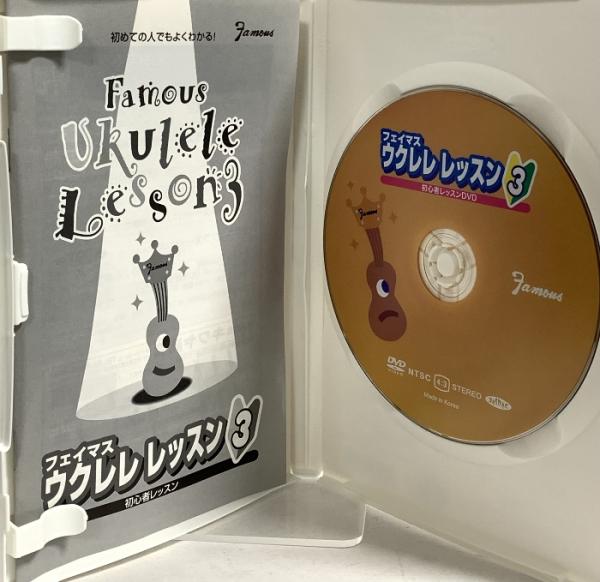 初めての人でもよくわかる!
Famous
Famous
Ukulele
Lesson3
Famous
フェイマス
ウクレレ レッスン 3
初心者レッスン
フェイマス
ウクレレ レッスン 3
初心者レッスンDVD
Famous
Famous
DVD
VIDEO
NTSC 4:3 STEREO
Made in Korea